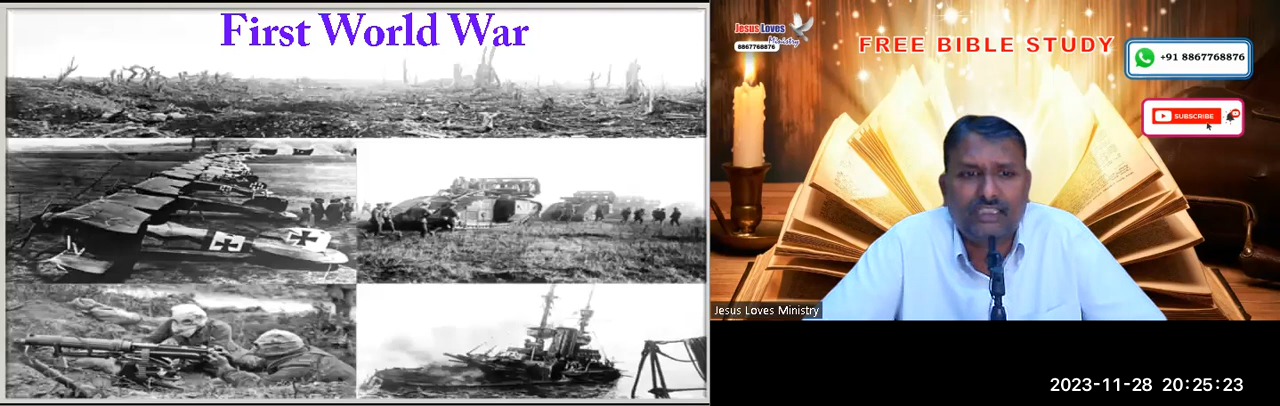 First World War
Jesus Loves
Ministry
8867768876
FREE BIBLE STUDY
+91 8867768876
SUBSCRIBE
Jesus Loves Ministry
2023-11-28 20:25:23